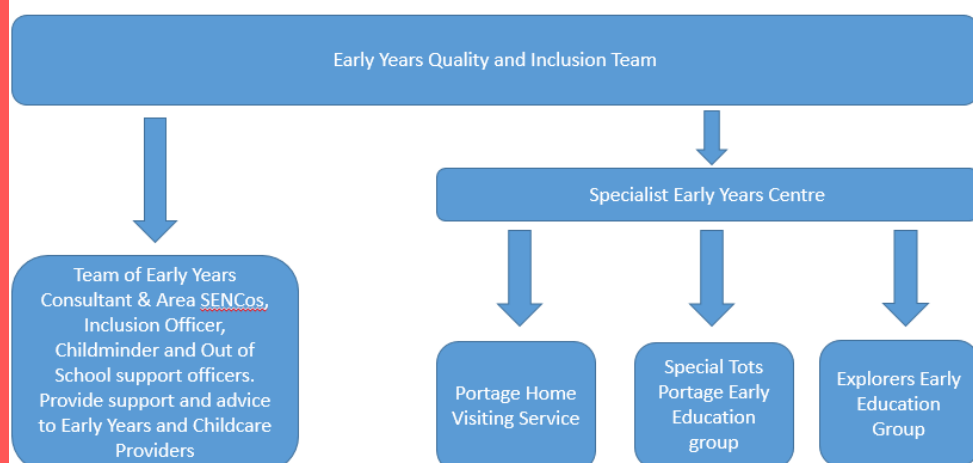 Early Years Quality and Inclusion Team
Specialist Early Years Centre
Team of Early Years
Consultant & Area SENCos,
Inclusion Officer,
Childminder and Out of
School support officers.
Provide support and advice
to Early Years and Childcare
Providers
Portage Home
Visiting Service
Special Tots
Portage Early
Education
group
Explorers Early
Education
Group